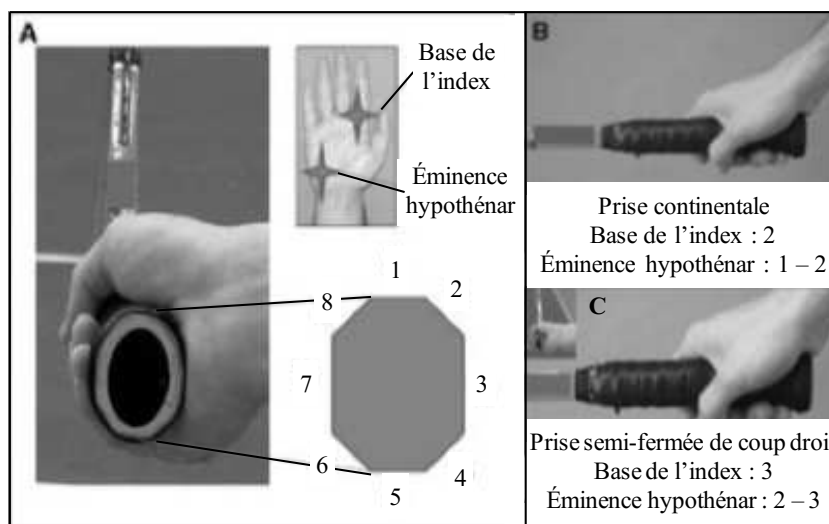 A
Base de
l’index
Éminence
hypothénar
1
8
2
7
3
6
4
5
B
Prise continentale
Base de l’index : 2
Éminence hypothénar : 1 – 2
C
Prise semi-fermée de coup droi
Base de l’index : 3
Éminence hypothénar : 2 – 3